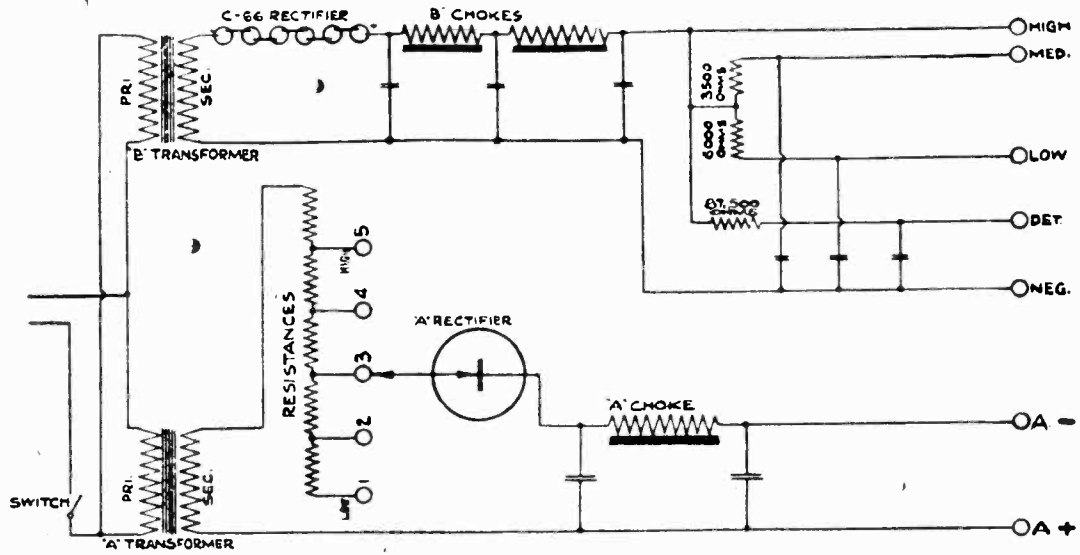 C-66 RECTIFIER
"B" CHOKES
HIGH
MED.
PRI.
SEC.
3500
OHMS
6000
OHMS
"B" TRANSFORMER
LOW
87,500
OHMS
DET.
NEG.
5
HIGH
4
RESISTANCES
"A" RECTIFIER
3
"A" CHOKE
2
A -
1
LOW
PRI.
SEC.
SWITCH
A +
"A" TRANSFORMER